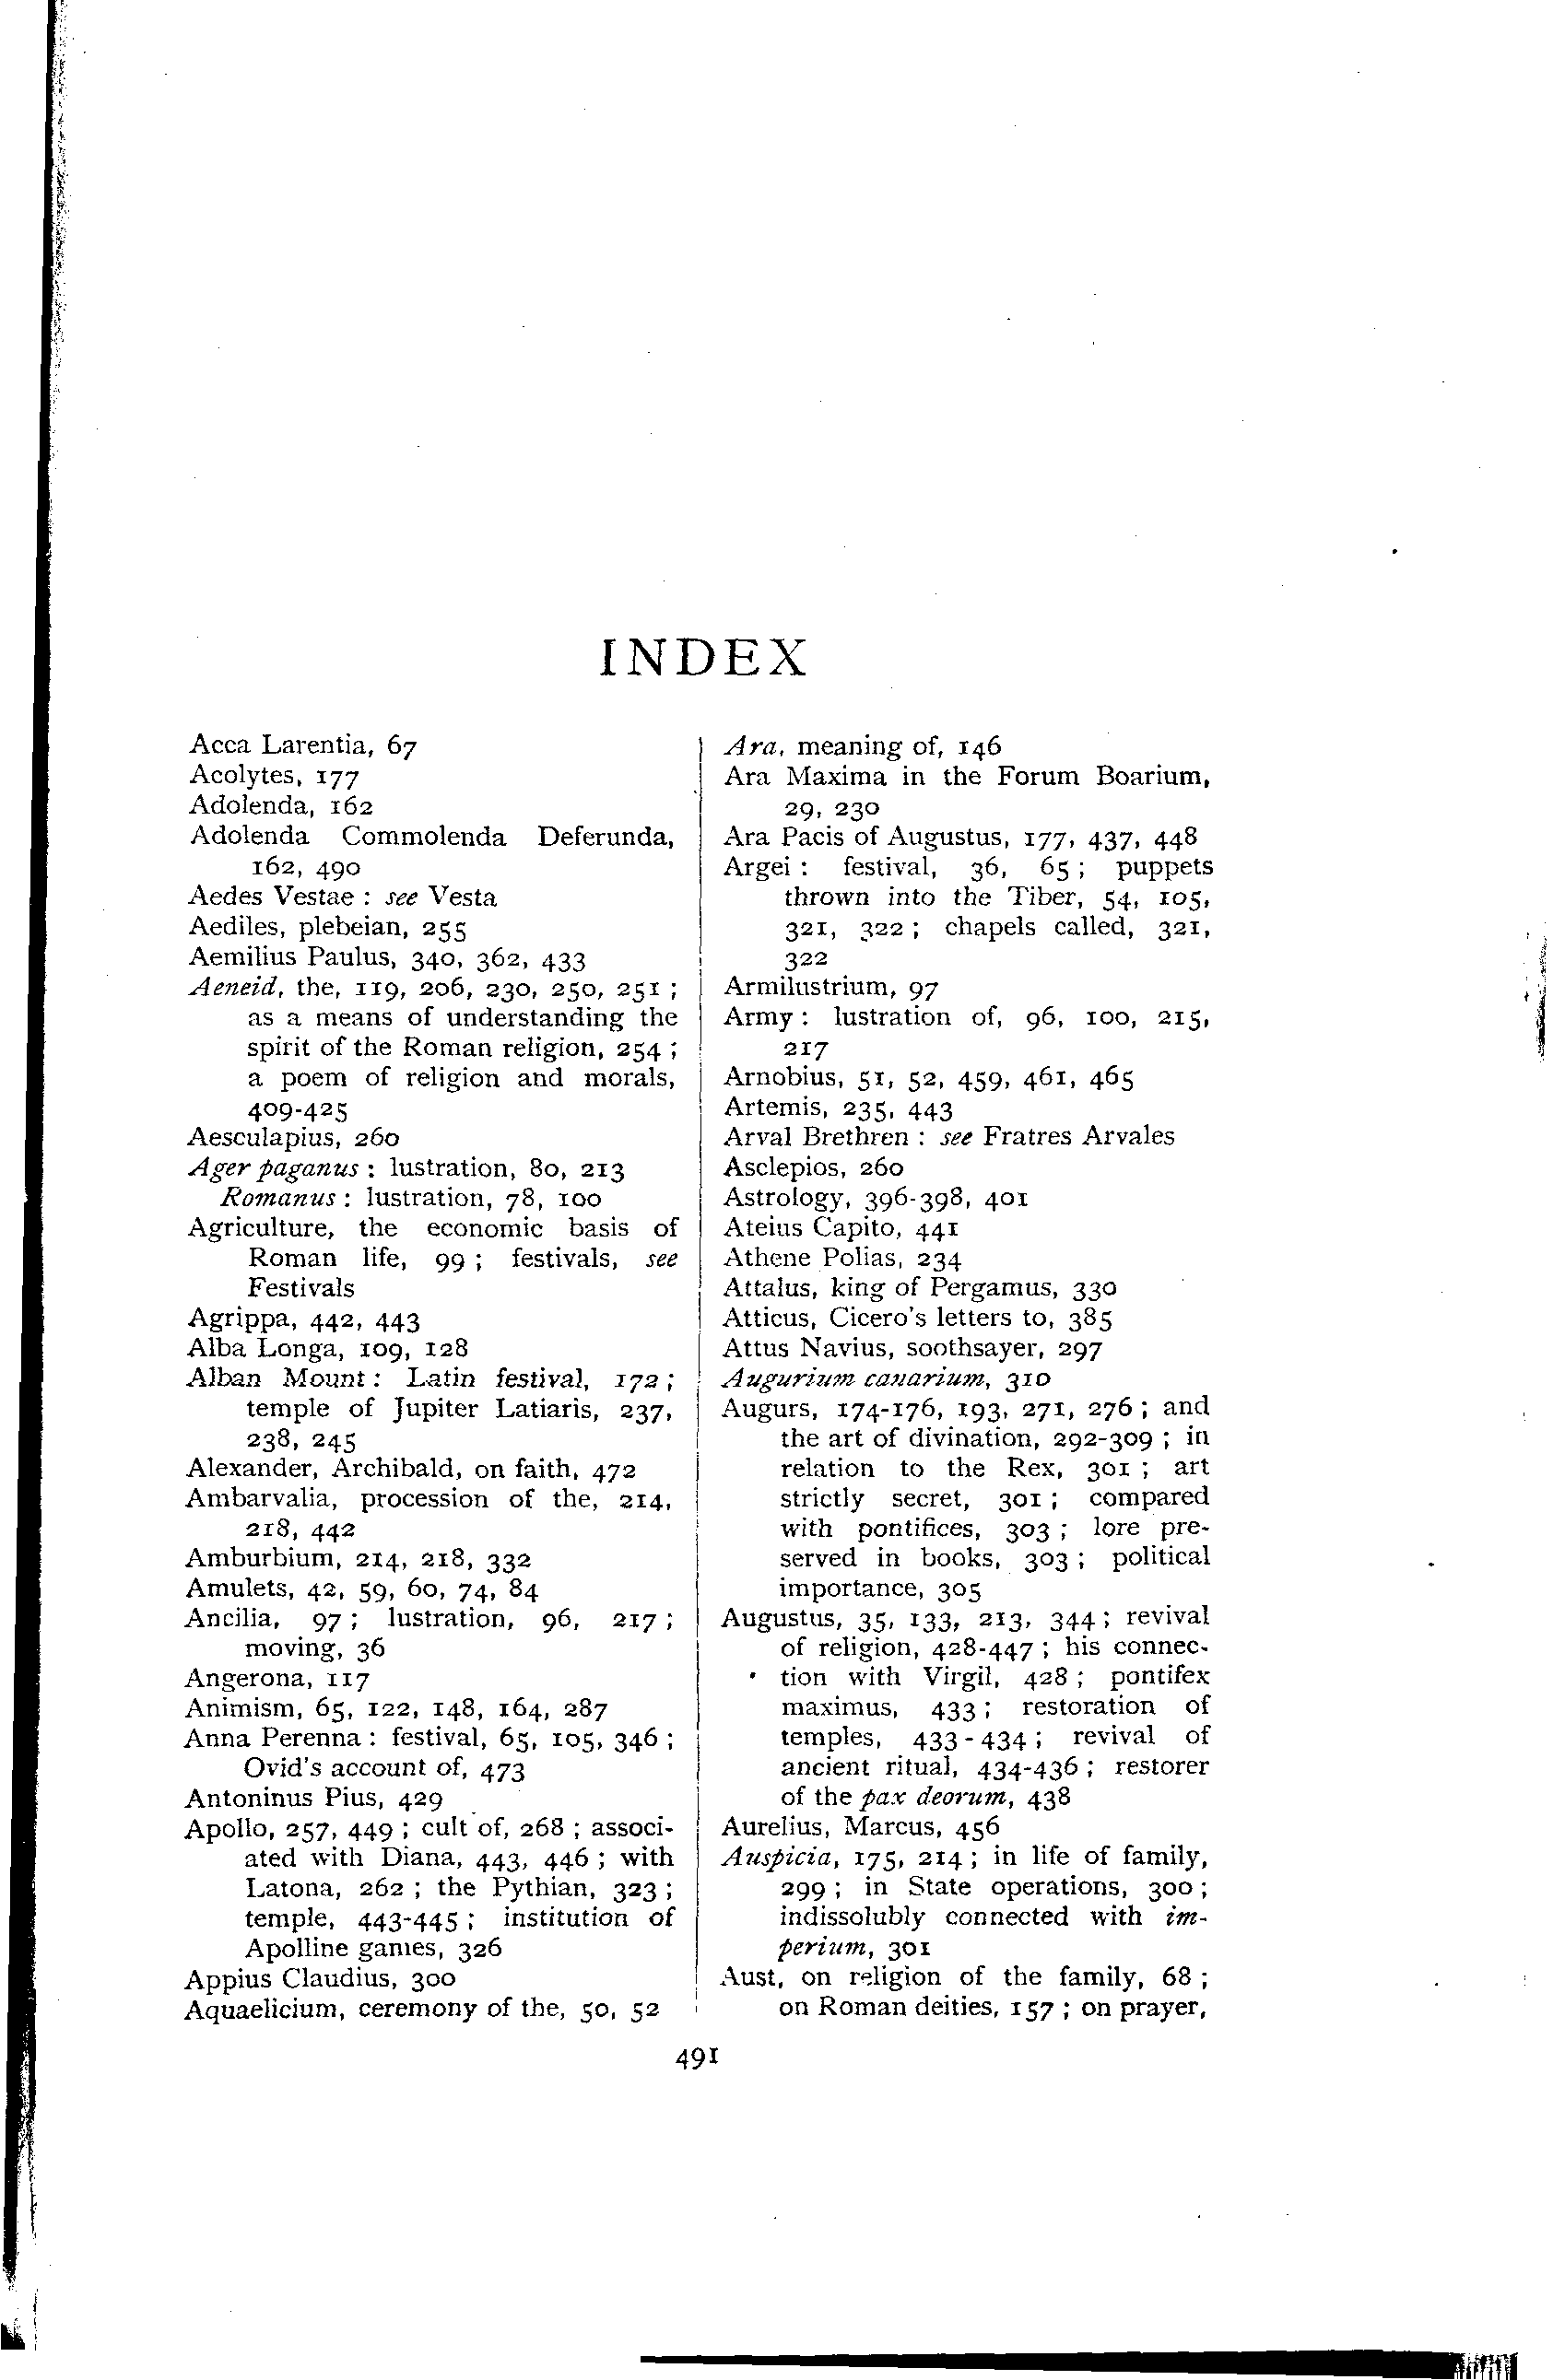 INDEX
Acca Larentia, 67
Acolytes, 177
Adolenda, 162
Adolenda Commolenda Deferunda,
162, 490
Aedes Vestae : see Vesta
Aediles, plebeian, 255
Aemilius Paulus, 340, 362, 433
Aeneid, the, 119, 206, 230, 250, 251 ;
as a means of understanding the
spirit of the Roman religion, 254 ;
a poem of religion and morals,
409-425
Aesculapius, 260
Ager paganus : lustration, 80, 213
Romanus : lustration, 78, 100
Agriculture, the economic basis of
Roman life, 99 ; festivals, see
Festivals
Agrippa, 442, 443
Alba Longa, 109, 128
Alban Mount : Latin festival, 172 ;
temple of Jupiter Latiaris, 237,
238, 245
Alexander, Archibald, on faith, 472
Ambarvalia, procession of the, 214,
218, 442
Amburbium, 214, 218, 332
Amulets, 42, 59, 60, 74, 84
Ancilia, 97 ; lustration, 96, 217 ;
moving, 36
Angerona, 117
Animism, 65, 122, 148, 164, 287
Anna Perenna : festival, 65, 105, 346 ;
Ovid's account of, 473
Antoninus Pius, 429
Apollo, 257, 449 ; cult of, 268 ; associ-
ated with Diana, 443, 446 ; with
Latona, 262 ; the Pythian, 323 ;
temple, 443-445 ; institution of
Apolline games, 326
Appius Claudius, 300
Aquaelicium, ceremony of the, 50, 52
Ara, meaning of, 146
Ara Maxima in the Forum Boarium,
29, 230
Ara Pacis of Augustus, 177, 437, 448
Argei : festival, 36, 65 ; puppets
thrown into the Tiber, 54, 105,
321, 322 ; chapels called, 321,
322
Armilustrium, 97
Army : lustration of, 96, 100, 215,
217
Arnobius, 51, 52, 459, 461, 465
Artemis, 235, 443
Arval Brethren : see Fratres Arvales
Asclepios, 260
Astrology, 396-398, 401
Ateius Capito, 441
Athene Polias, 234
Attalus, king of Pergamus, 330
Atticus, Cicero's letters to, 385
Attus Navius, soothsayer, 297
Augurium canarium, 310
Augurs, 174-176, 193, 271, 276 ; and
the art of divination, 292-309 ; in
relation to the Rex, 301 ; art
strictly secret, 301 ; compared
with pontifices, 303 ; lore pre-
served in books, 303 ; political
importance, 305
Augustus, 35, 133, 213, 344 ; revival
of religion, 428-447 ; his connec-
tion with Virgil, 428 ; pontifex
maximus, 433 ; restoration of
temples, 433-434 ; revival of
ancient ritual, 434-436 ; restorer
of the pax deorum, 438
Aurelius, Marcus, 456
Auspicia, 175, 214 ; in life of family,
299 ; in State operations, 300 ;
indissolubly connected with im-
perium, 301
Aust, on religion of the family, 68 ;
on Roman deities, 157 ; on prayer,
491